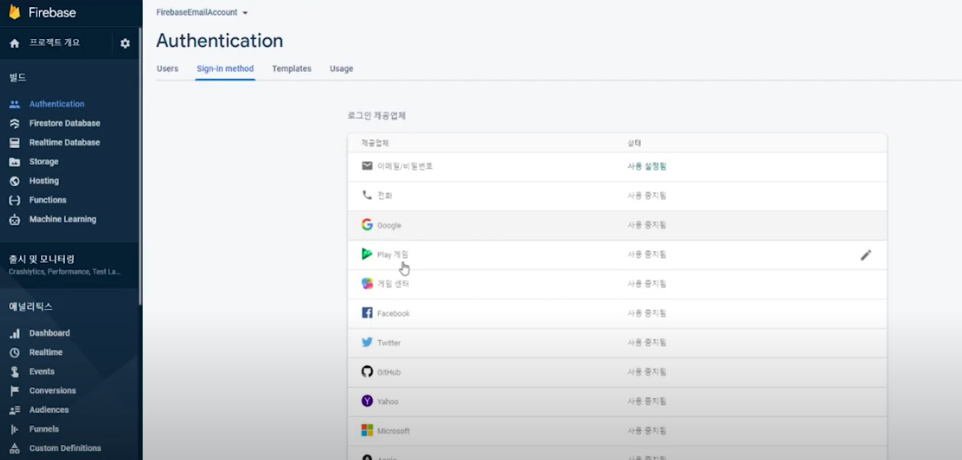 Firebase
프로젝트 개요
빌드
Authentication
Firestore Database
Realtime Database
Storage
Hosting
Functions
Machine Learning
출시 및 모니터링
Crashlytics, Performance, Test La...
애널리틱스
Dashboard
Realtime
Events
Conversions
Audiences
Funnels
Custom Definitions
FirebaseEmailAccount
Authentication
Users Sign-in method Templates Usage
로그인 제공업체
제공업체 상태
이메일/비밀번호 사용 설정됨
전화 사용 중지됨
Google 사용 중지됨
Play 게임 사용 중지됨
게임 센터 사용 중지됨
Facebook 사용 중지됨
Twitter 사용 중지됨
GitHub 사용 중지됨
Yahoo 사용 중지됨
Microsoft 사용 중지됨